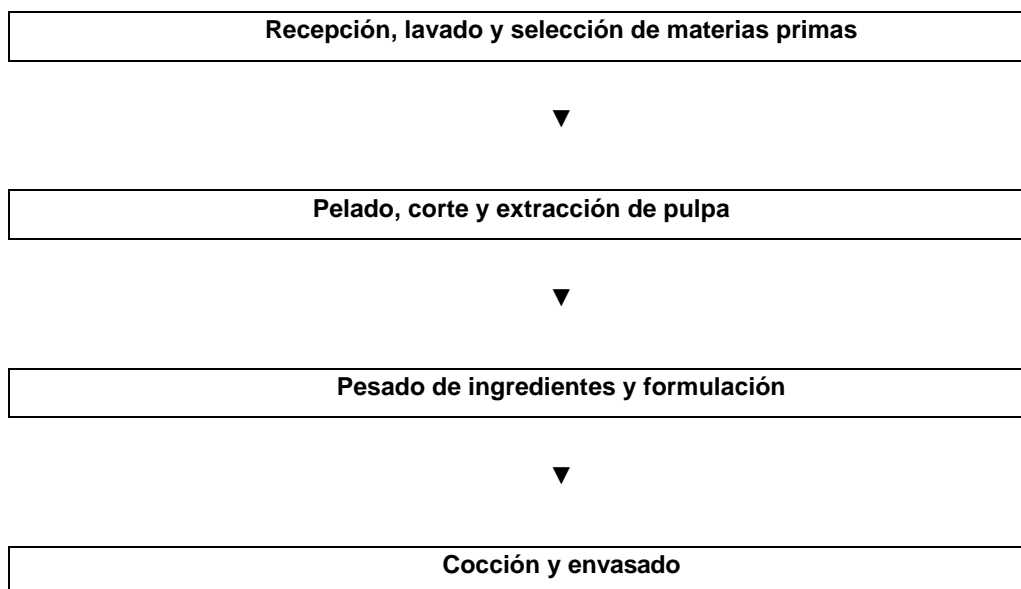 Recepción, lavado y selección de materias primas
▼
Pelado, corte y extracción de pulpa
▼
Pesado de ingredientes y formulación
▼
Cocción y envasado